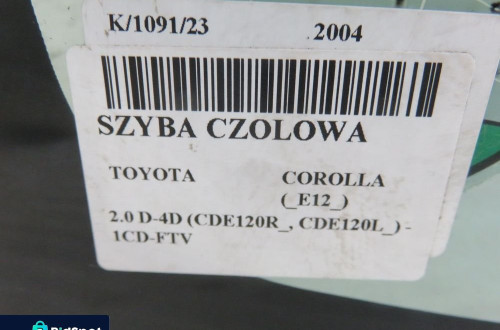 K/1091/23 2004
SZYBA CZOLOWA
TOYOTA COROLLA
(_E12_)
2.0 D-4D (CDE120R_, CDE120L_) -
1CD-FTV